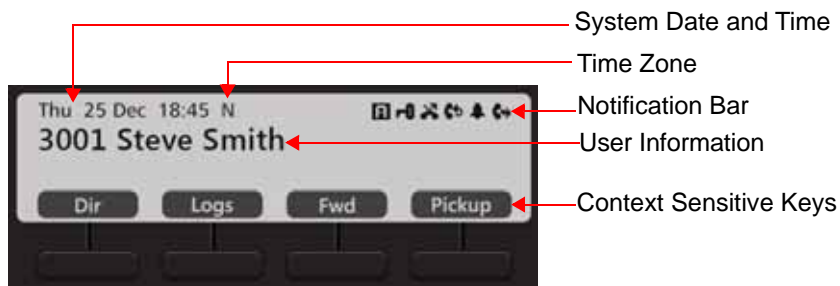 System Date and Time
Time Zone
Thu 25 Dec 18:45 N
Notification Bar
3001 Steve Smith
User Information
Dir Logs Fwd Pickup
Context Sensitive Keys